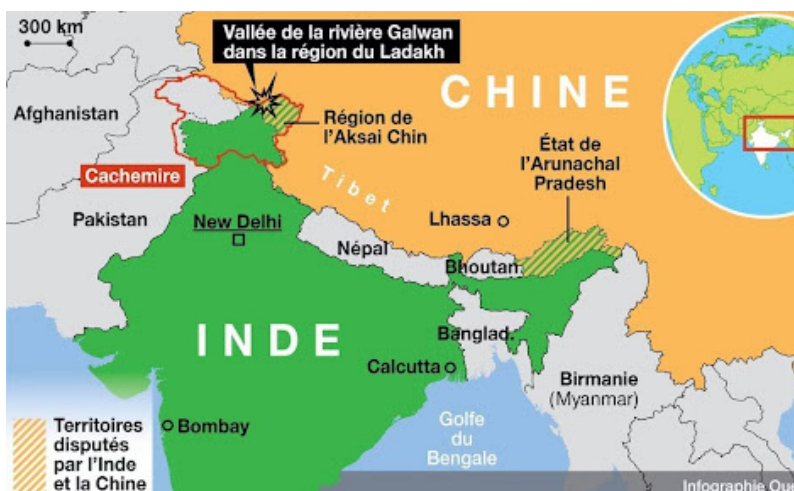 300 km
Vallée de la rivière Galwan
dans la région du Ladakh
CHINE
Afghanistan
Région de
l'Aksai Chin
État de
l'Arunachal
Pradesh
Cachemire
Tibet
Pakistan
Lhassa
New Delhi
Népal
Bhoutan
INDE
Banglad.
Calcutta
Birmanie
(Myanmar)
Bombay
Golfe
du
Bengale
Territoires
disputés
par l'Inde
et la Chine
Infographie